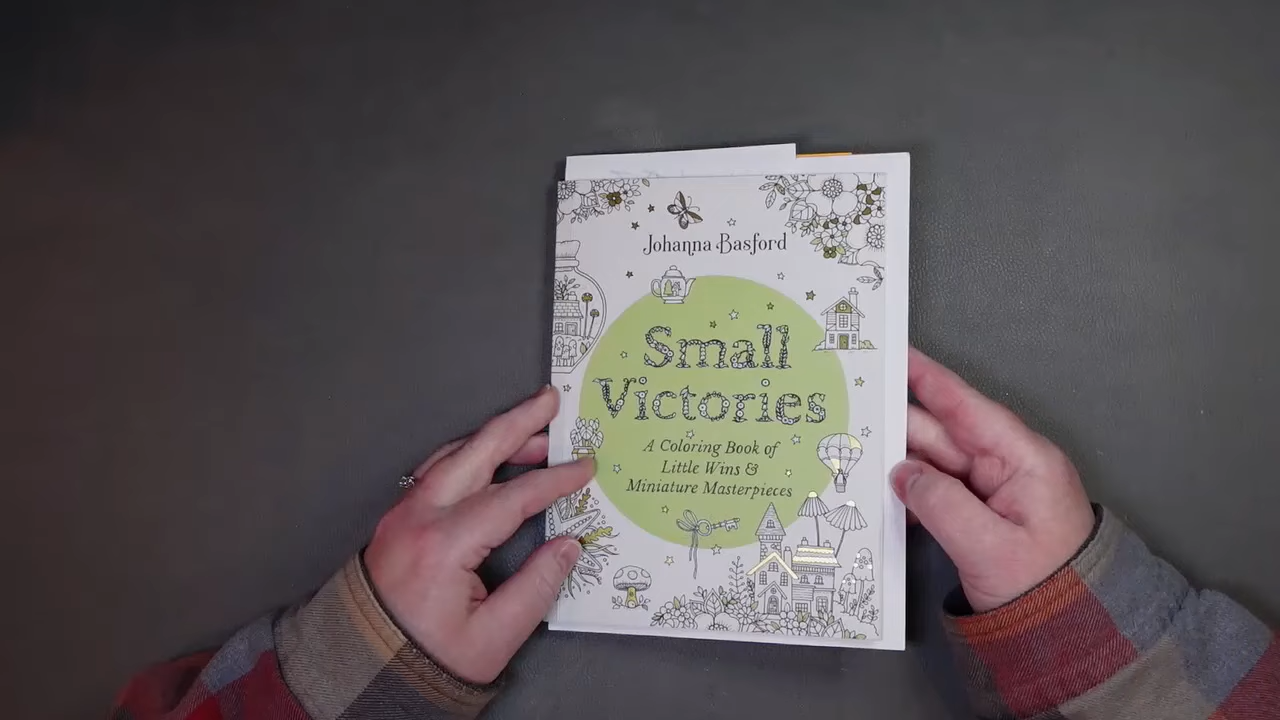 Johanna Basford
Small
Victories
A Coloring Book of
Little Wins &
Miniature Masterpieces